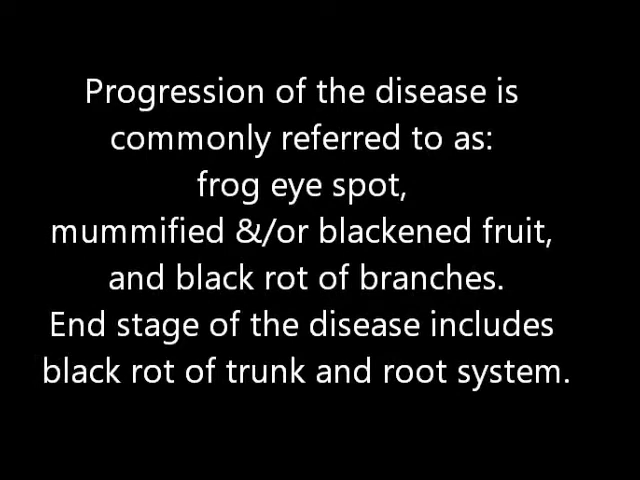 Progression of the disease is
commonly referred to as:
frog eye spot,
mummified &/or blackened fruit,
and black rot of branches.
End stage of the disease includes
black rot of trunk and root system.